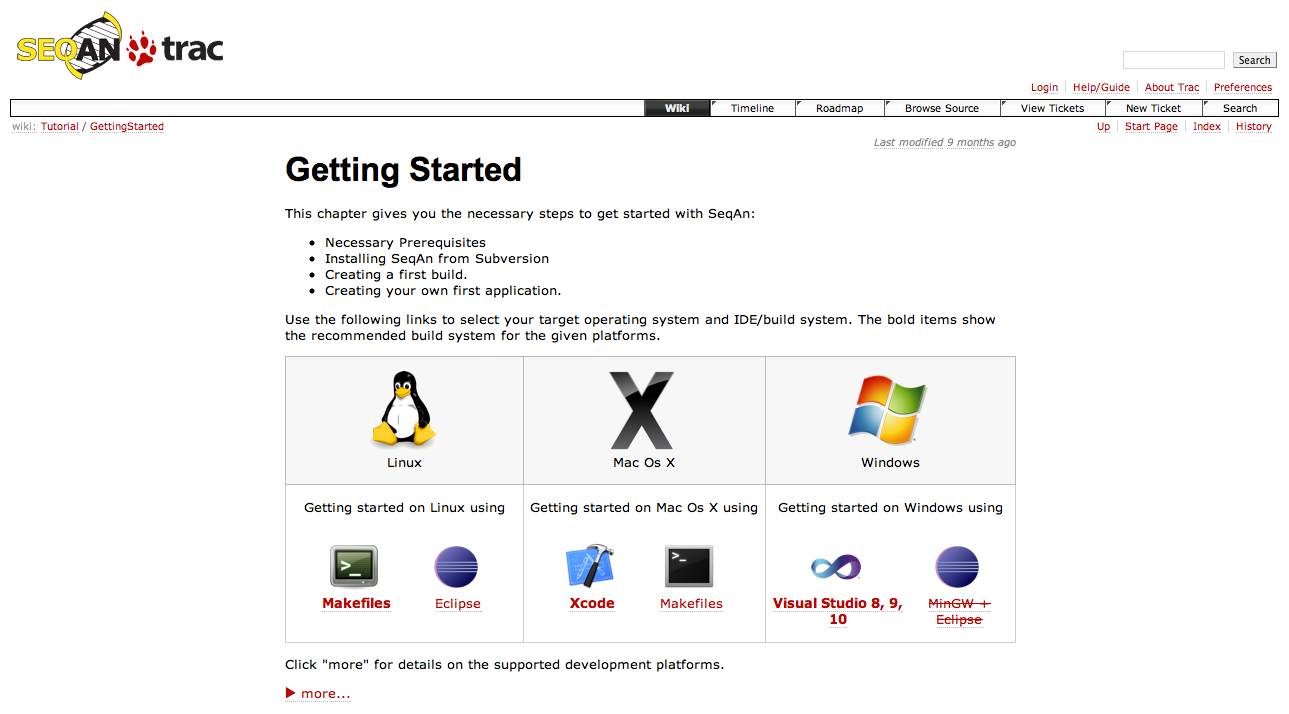 SEQAN trac
Search
Login Help/Guide About Trac Preferences
Wiki Timeline Roadmap Browse Source View Tickets New Ticket Search
wiki: Tutorial / GettingStarted
Up Start Page Index History
Last modified 9 months ago
Getting Started
This chapter gives you the necessary steps to get started with SeqAn:
• Necessary Prerequisites
• Installing SeqAn from Subversion
• Creating a first build.
• Creating your own first application.
Use the following links to select your target operating system and IDE/build system. The bold items show
the recommended build system for the given platforms.
Linux
Mac Os X
Windows
Getting started on Linux using
Getting started on Mac Os X using
Getting started on Windows using
>_
>_
Makefiles
Eclipse
Xcode
Makefiles
Visual Studio 8, 9,
10
MinGW +
Eclipse
Click "more" for details on the supported development platforms.
▶ more...